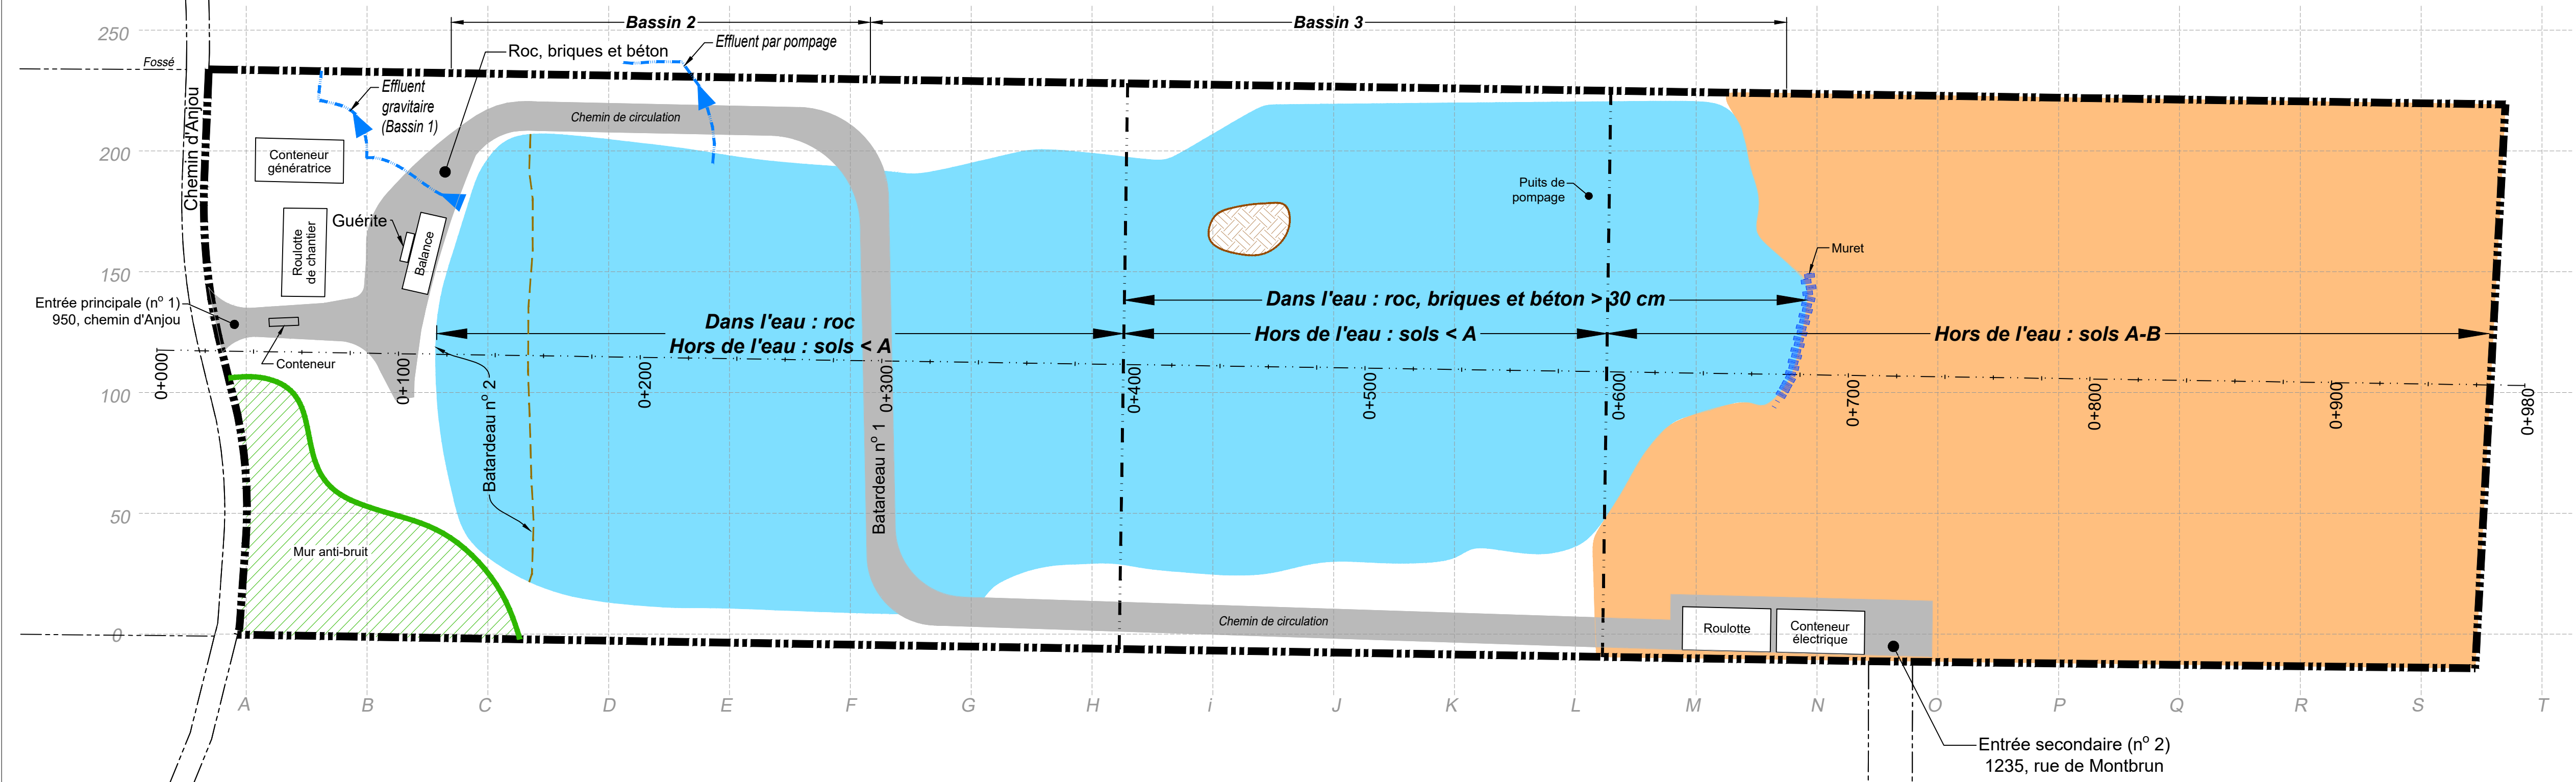 Bassin 2
Bassin 3
250
200
150
100
50
0
Fossé
Roc, briques et béton
Effluent par pompage
Effluent
gravitaire
(Bassin 1)
Chemin d'Anjou
Chemin de circulation
Conteneur
génératrice
Roulotte
de chantier
Guérite
Balance
Puits de
pompage
Muret
Entrée principale (nº 1)
950, chemin d'Anjou
Conteneur
Dans l'eau : roc, briques et béton > 30 cm
Dans l'eau : roc
Hors de l'eau : sols < A
Hors de l'eau : sols < A
Hors de l'eau : sols A-B
0+000
0+100
0+200
0+300
0+400
0+500
0+600
0+700
0+800
0+900
0+980
Batardeau nº 2
Batardeau nº 1
Mur anti-bruit
Chemin de circulation
Roulotte
Conteneur
électrique
A
B
C
D
E
F
G
H
i
J
K
L
M
N
O
P
Q
R
S
T
Entrée secondaire (nº 2)
1235, rue de Montbrun